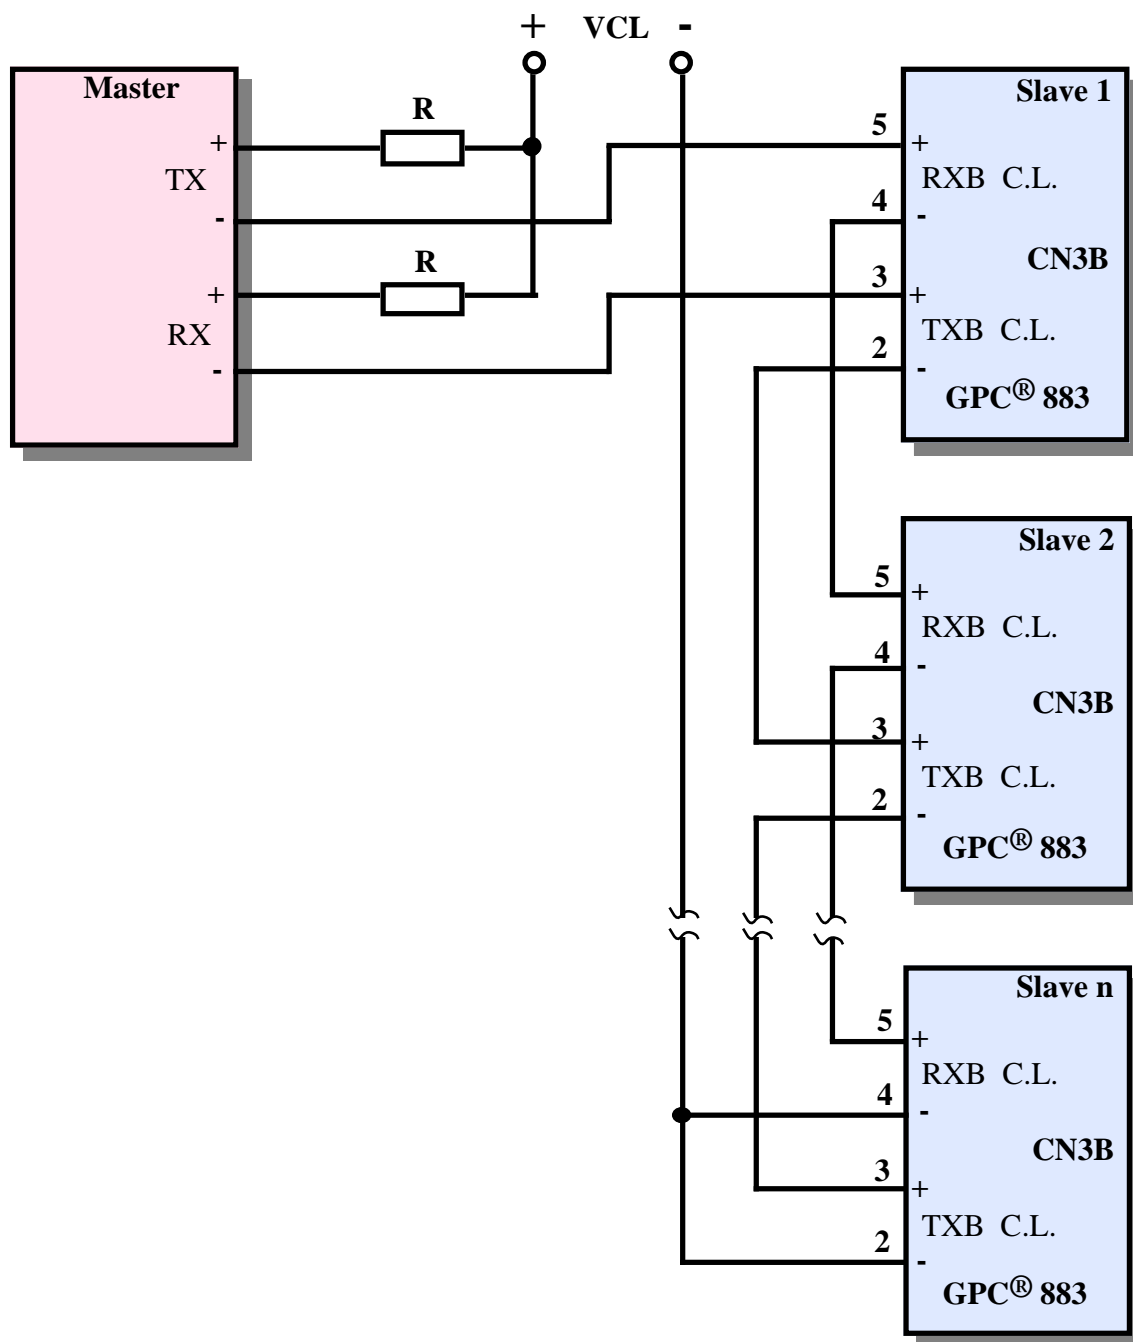 + VCL -
Master
R
+
TX
-
R
+
RX
-
Slave 1
5
+
RXB C.L.
4
-
CN3B
3
+
TXB C.L.
2
-
GPC® 883
Slave 2
5
+
RXB C.L.
4
-
CN3B
3
+
TXB C.L.
2
-
GPC® 883
Slave n
5
+
RXB C.L.
4
-
CN3B
3
+
TXB C.L.
2
-
GPC® 883